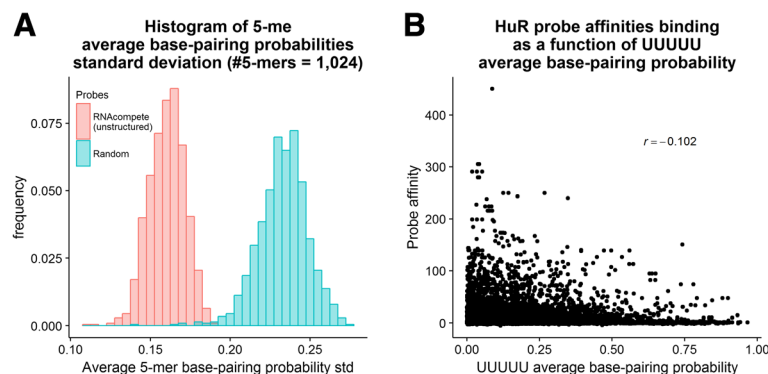 A
Histogram of 5-me
average base-pairing probabilities
standard deviation (#5-mers = 1,024)
Probes
RNAcompete
(unstructured)
Random
0.075
0.050
0.025
0.000
frequency
0.10
0.15
0.20
0.25
Average 5-mer base-pairing probability std
B
HuR probe affinities binding
as a function of UUUUU
average base-pairing probability
r = −0.102
400
300
200
100
0
Probe affinity
0.00
0.25
0.50
0.75
1.00
UUUUU average base-pairing probability